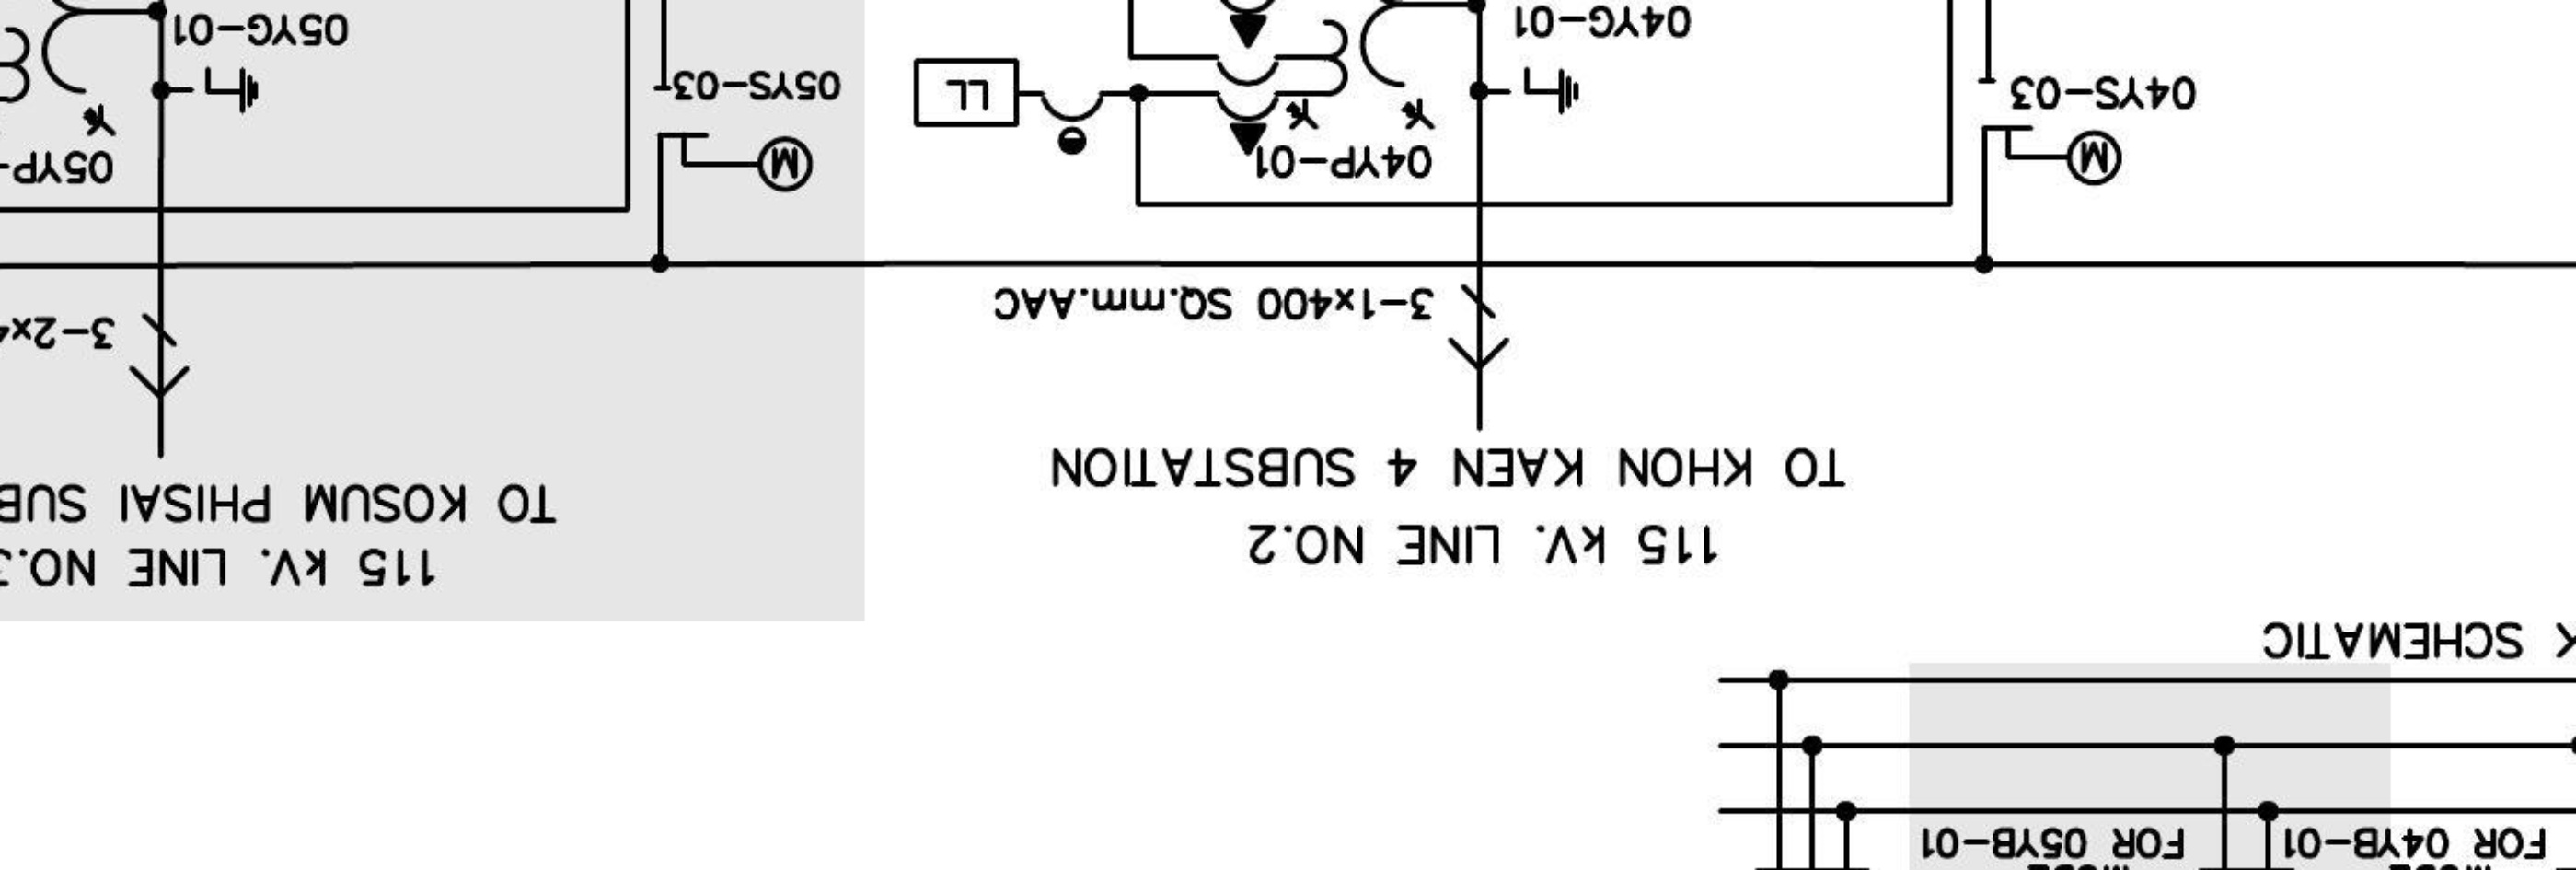 FOR 04YB-01
FOR 05YB-01
SCHEMATIC
115 kV. LINE NO.2
TO KHON KAEN 4 SUBSTATION
115 kV. LINE NO.3
TO KOSUM PHISAI SUB
3-1x400 SQ.mm.AAC
3-2x4
M
04YS-03
04YP-01
LL
04YG-01
M
05YS-03
05YP-
05YG-01